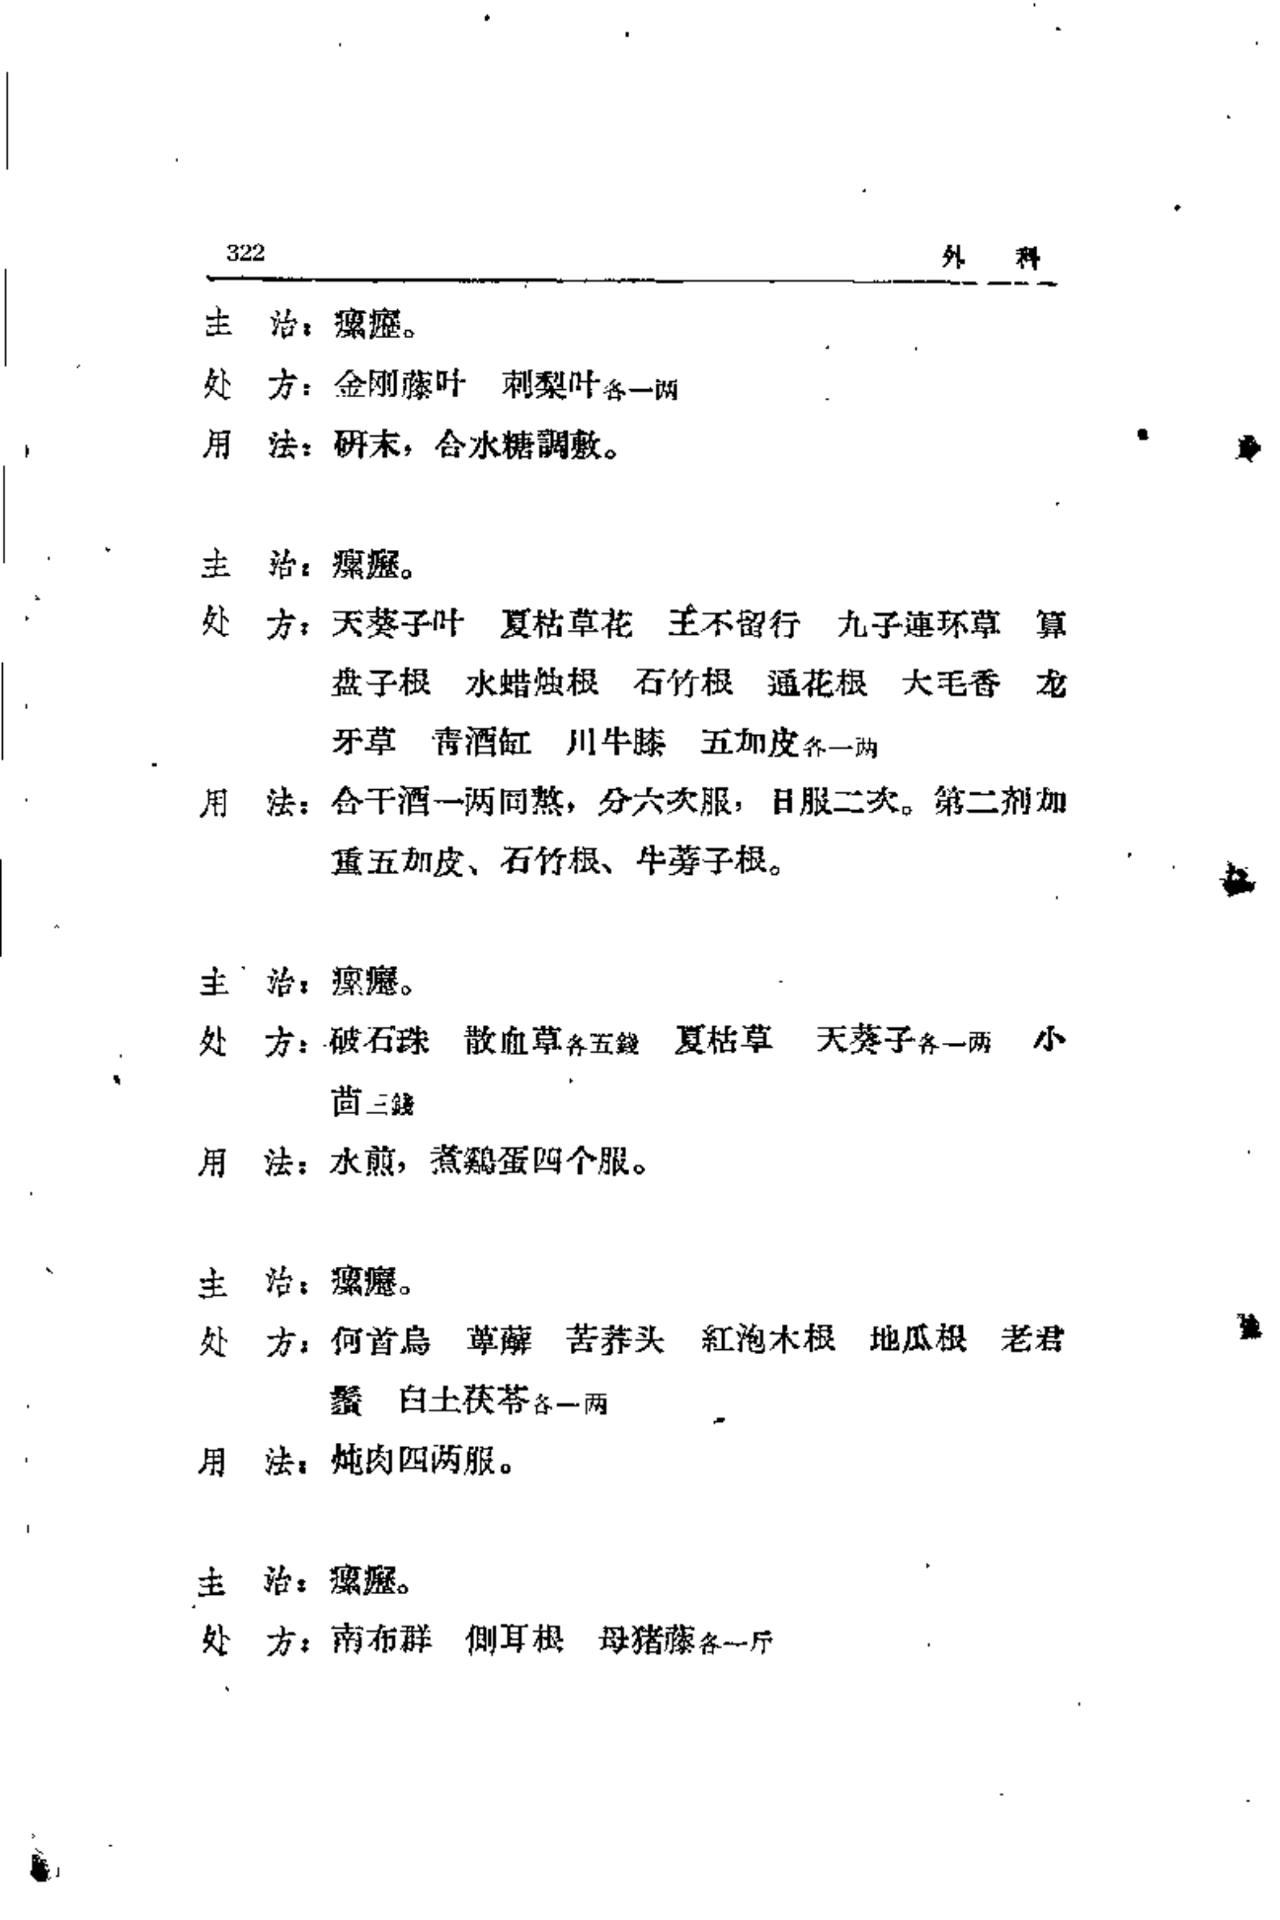 322 外 科
主 治：瘰癧。
处 方：金刚藤叶 刺梨叶各一两
用 法：研末，合水糖調敷。
主 治：瘰癧。
处 方：天葵子叶 夏枯草花 王不留行 九子連环草 算
盘子根 水蜡烛根 石竹根 通花根 大毛香 龙
牙草 青酒缸 川牛膝 五加皮各一两
用 法：合干酒一两同熬，分六次服，日服二次。第二剂加
重五加皮、石竹根、牛蒡子根。
主 治：瘰癧。
处 方：破石珠 散血草各五錢 夏枯草 天葵子各一两 小
茴三錢
用 法：水煎，煮鷄蛋四个服。
主 治：瘰癧。
处 方：何首烏 萆薢 苦荞头 紅泡木根 地瓜根 老君
鬚 白土茯苓各一两
用 法：炖肉四两服。
主 治：瘰癧。
处 方：南布群 側耳根 母猪藤各一斤